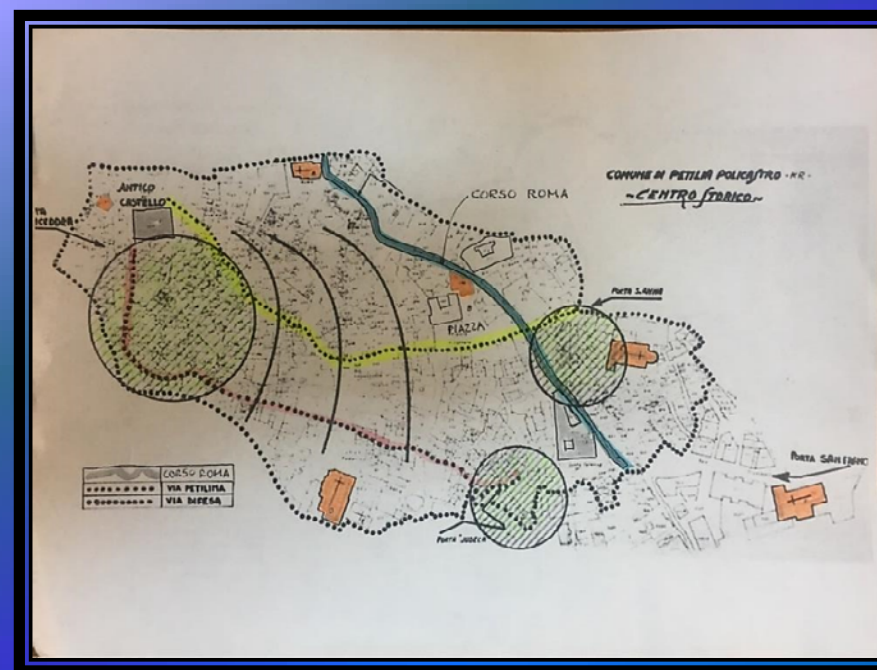 COMUNE DI PETILIA POLICASTRO - KR -
~ CENTRO STORICO ~
ANTICO
CASTELLO
CORSO ROMA
PORTA S. ANNA
PIAZZA
PORTA SAN
PORTA "JUDECA"
CORSO ROMA
VIA PETILINA
VIA DIFESA